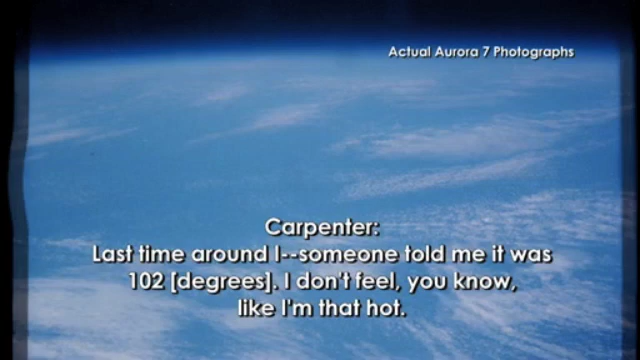 Actual Aurora 7 Photographs
Carpenter:
Last time around I--someone told me it was
102 [degrees]. I don't feel, you know,
like I'm that hot.